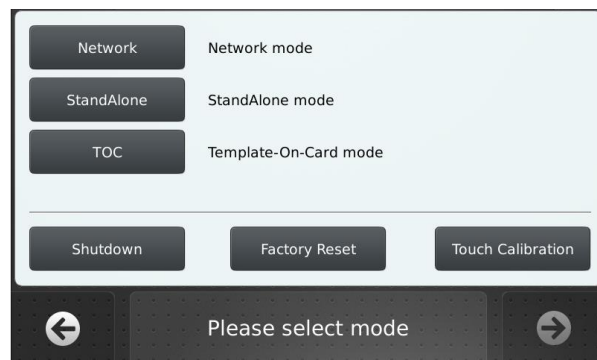 Network Network mode
StandAlone StandAlone mode
TOC Template-On-Card mode
Shutdown Factory Reset Touch Calibration
Please select mode